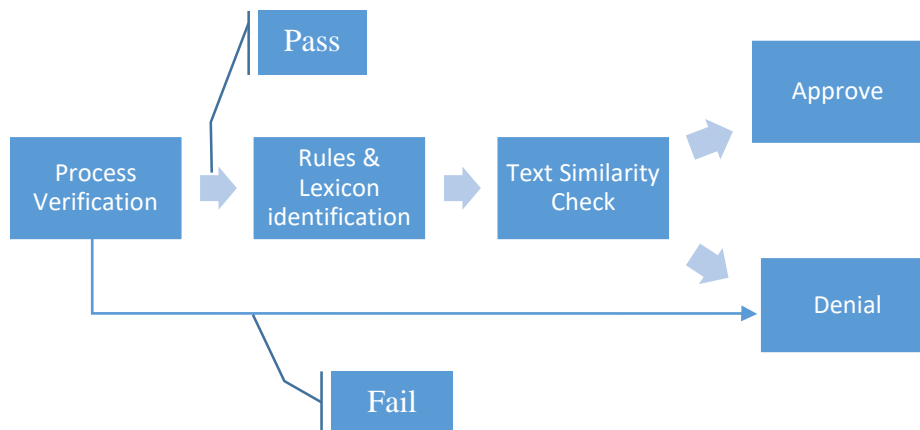 Pass
Approve
Process
Verification
Rules &
Lexicon
identification
Text Similarity
Check
Denial
Fail